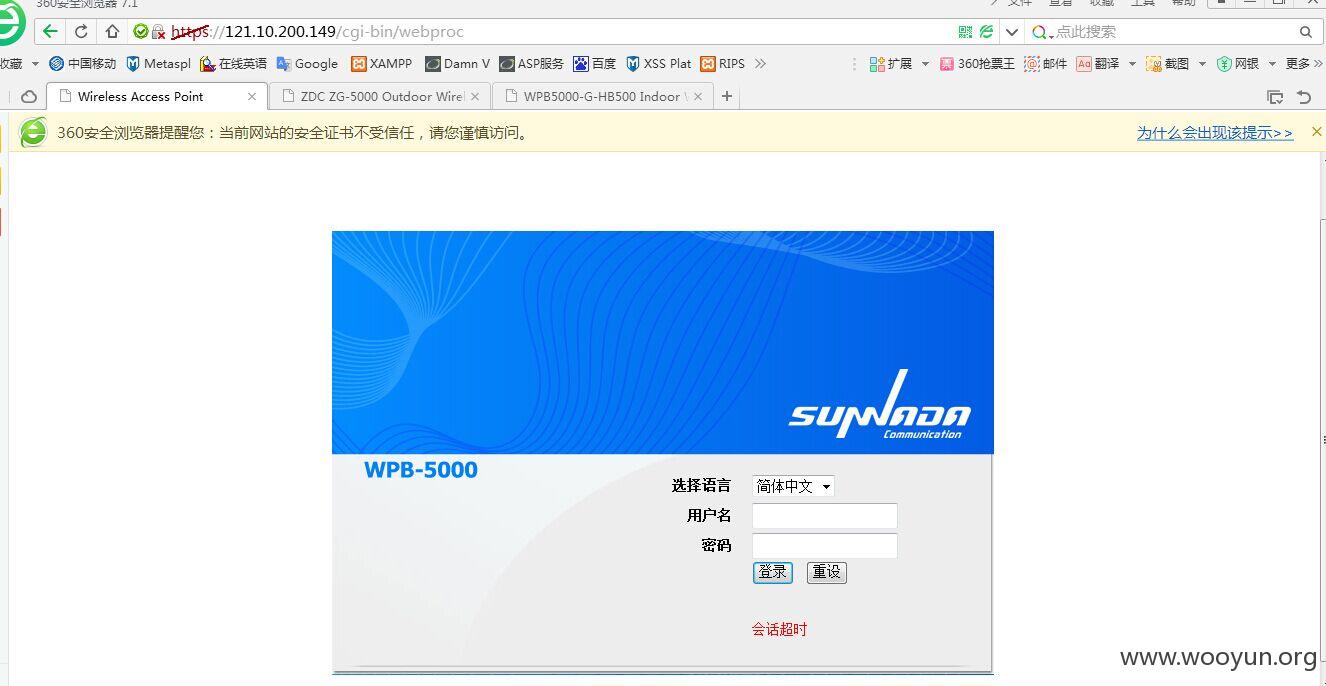 360安全浏览器 7.1 文件 查看 收藏 工具 帮助
https://121.10.200.149/cgi-bin/webproc 点此搜索
收藏 中国移动 Metaspl 在线英语 Google XAMPP Damn V ASP服务 百度 XSS Plat RIPS >> 扩展 360抢票王 邮件 Aa 翻译 截图 网银 更多 >>
Wireless Access Point ZDC ZG-5000 Outdoor Wirel WPB5000-G-HB500 Indoor
360安全浏览器提醒您：当前网站的安全证书不受信任，请您谨慎访问。 为什么会出现该提示>>
SUNNADA
Communication
WPB-5000
选择语言 简体中文
用户名
密码
登录 重设
会话超时
www.wooyun.org